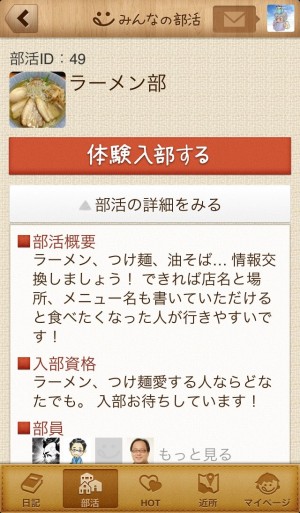 みんなの部活
部活ID：49
ラーメン部
体験入部する
▲部活の詳細をみる
■部活概要
ラーメン、つけ麺、油そば… 情報交
換しましょう！ できれば店名と場
所、メニュー名も書いていただける
と食べたくなった人が行きやすいで
す！
■入部資格
ラーメン、つけ麺愛する人ならどな
たでも。 入部お待ちしています！
■部員
もっと見る
日記 部活 HOT 近所 マイページ